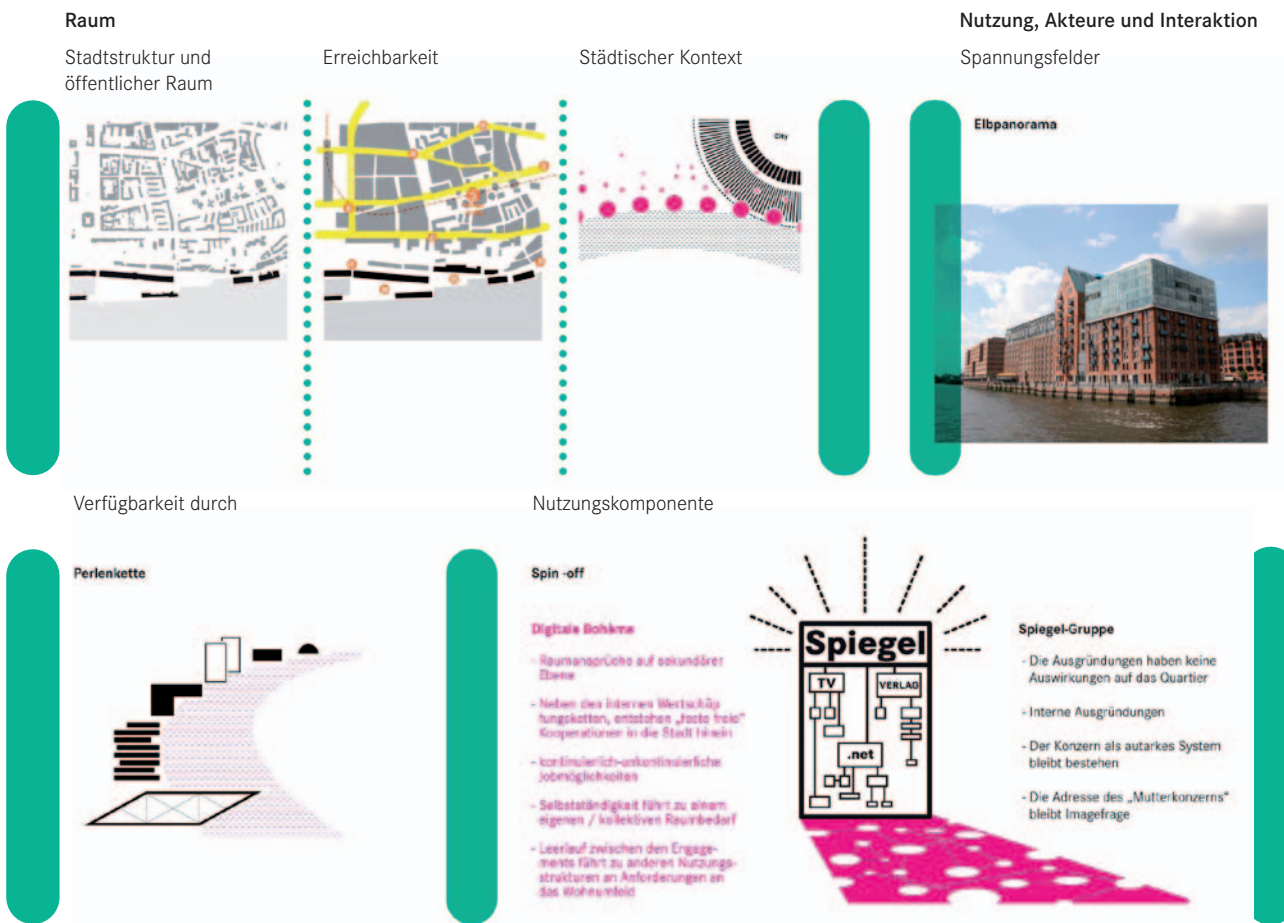 Raum
Nutzung, Akteure und Interaktion
Stadtstruktur und
öffentlicher Raum
Erreichbarkeit
Städtischer Kontext
Spannungsfelder
City
Elbpanorama
Verfügbarkeit durch
Nutzungskomponente
Perlenkette
Spin -off
Digitale Bohème
- Raumansprüche auf sekundärer
Ebene
- Neben den internen Wertschöp
fungsketten, entstehen „feste freie"
Kooperationen in die Stadt hinein
- kontinuierlich-unkontinuierliche
Jobmöglichkeiten
- Selbstständigkeit führt zu einem
eigenen / kollektiven Raumbedarf
- Leerlauf zwischen den Engage-
ments führt zu anderen Nutzungs-
strukturen an Anforderungen an
das Wohnumfeld
Spiegel
TV
VERLAG
.net
Spiegel-Gruppe
- Die Ausgründungen haben keine
Auswirkungen auf das Quartier
- Interne Ausgründungen
- Der Konzern als autarkes System
bleibt bestehen
- Die Adresse des „Mutterkonzerns"
bleibt Imagefrage